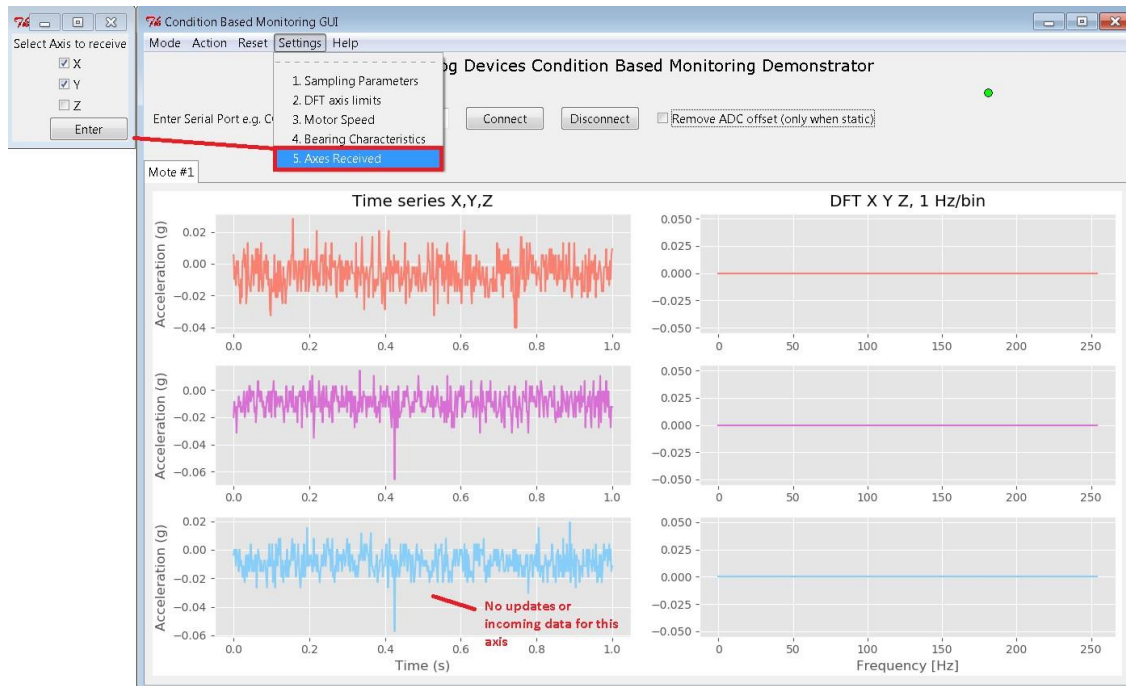 Select Axis to receive
X
Y
Z
Enter
Condition Based Monitoring GUI
Mode Action Reset Settings Help
1. Sampling Parameters
2. DFT axis limits
3. Motor Speed
4. Bearing Characteristics
5. Axes Received
og Devices Condition Based Monitoring Demonstrator
Enter Serial Port e.g. C
Connect
Disconnect
Remove ADC offset (only when static)
Mote #1
Time series X,Y,Z
Acceleration (g)
0.02
0.00
−0.02
−0.04
0.0 0.2 0.4 0.6 0.8 1.0
Acceleration (g)
0.00
−0.02
−0.04
−0.06
0.0 0.2 0.4 0.6 0.8 1.0
Acceleration (g)
0.02
0.00
−0.02
−0.04
−0.06
0.0 0.2 0.4 0.6 0.8 1.0
Time (s)
No updates or
incoming data for this
axis
DFT X Y Z, 1 Hz/bin
0.050
0.025
0.000
−0.025
−0.050
0 50 100 150 200 250
0.050
0.025
0.000
−0.025
−0.050
0 50 100 150 200 250
0.050
0.025
0.000
−0.025
−0.050
0 50 100 150 200 250
Frequency [Hz]